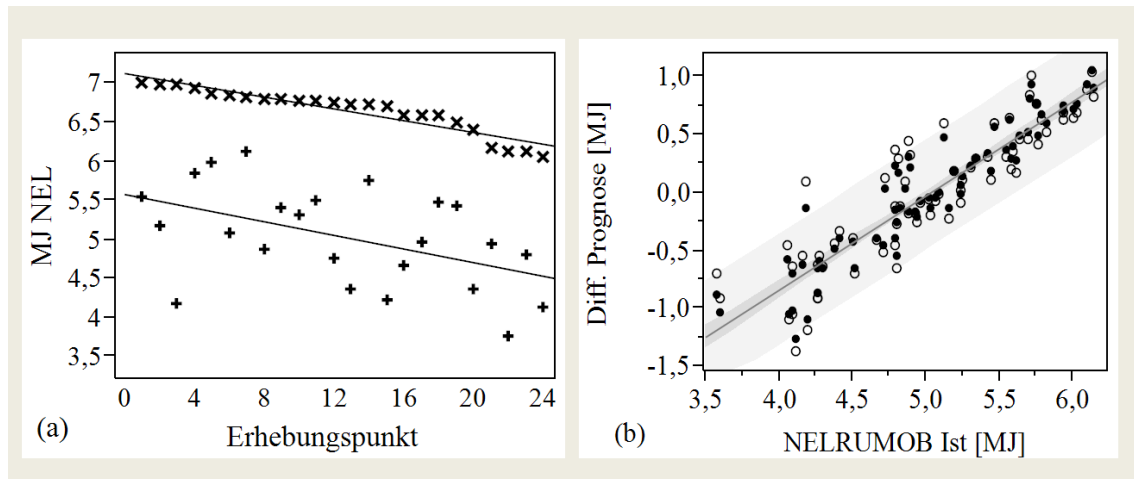 7
6,5
6
5,5
5
4,5
4
3,5
MJ NEL
0 4 8 12 16 20 24
(a) Erhebungspunkt
1,0
0,5
0,0
-0,5
-1,0
-1,5
Diff. Prognose [MJ]
3,5 4,0 4,5 5,0 5,5 6,0
(b) NELRUMOB Ist [MJ]